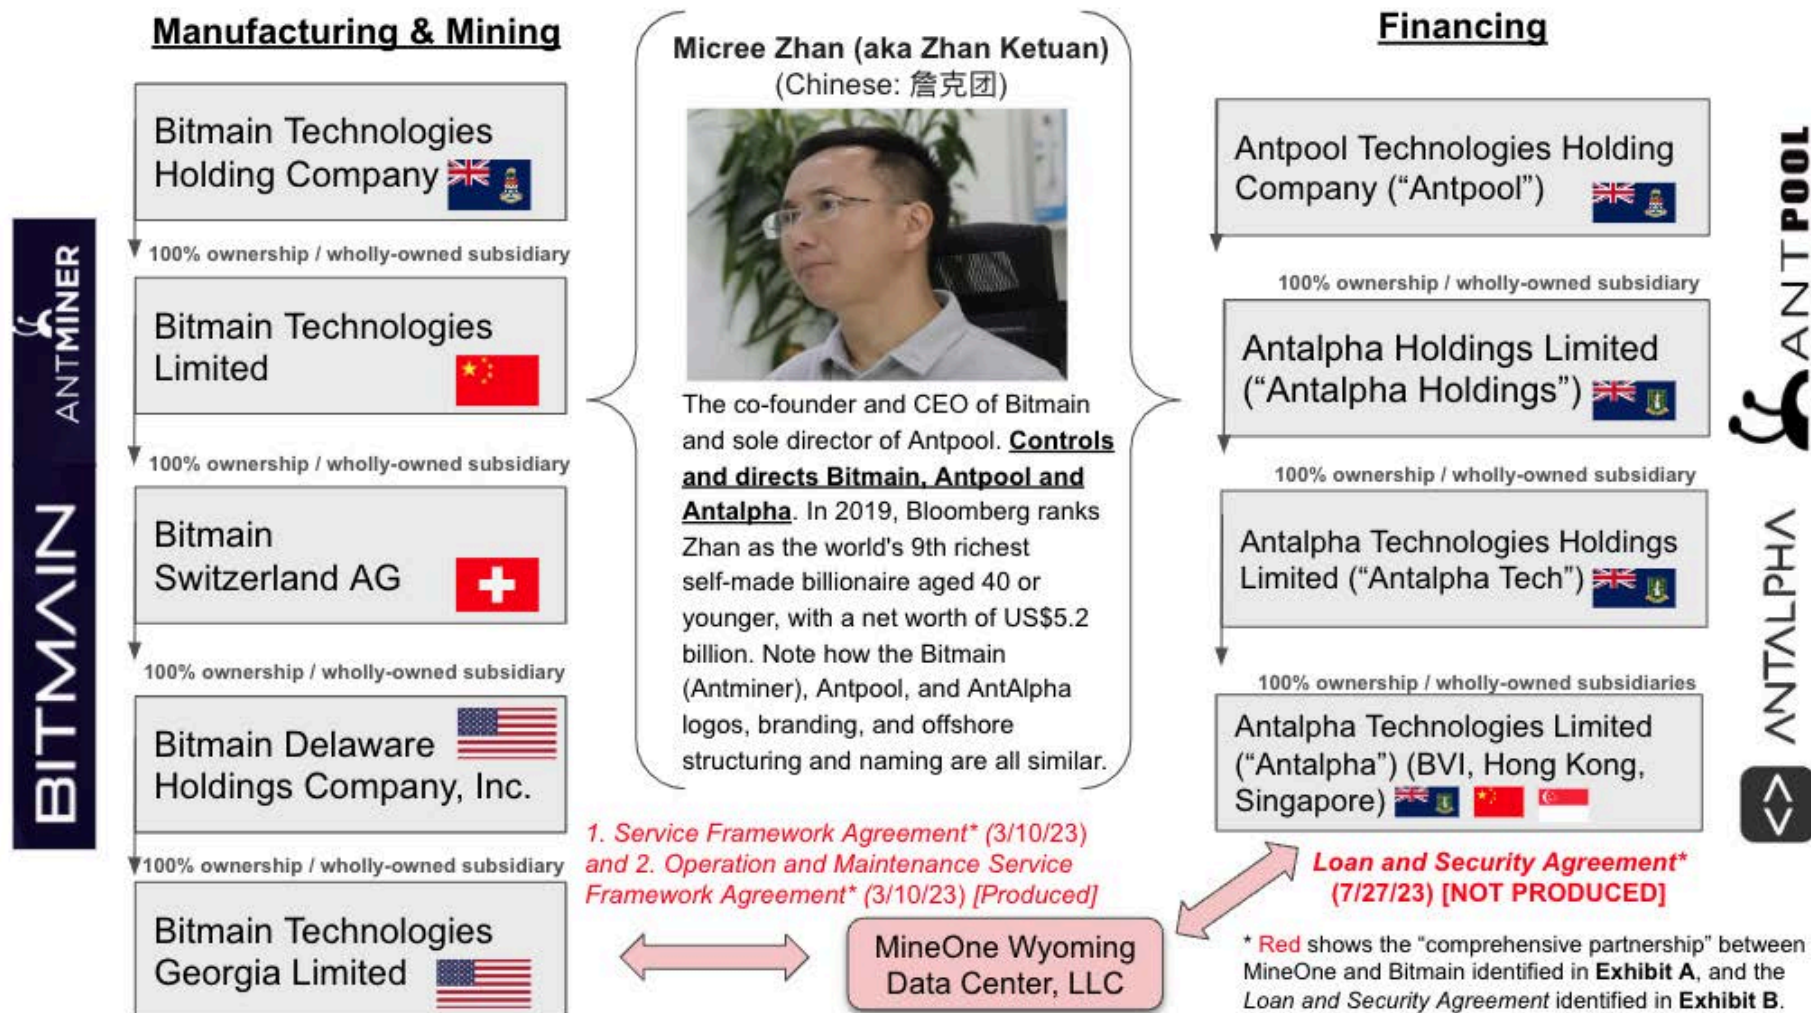 Manufacturing & Mining
Bitmain Technologies
Holding Company
100% ownership / wholly-owned subsidiary
Bitmain Technologies
Limited
100% ownership / wholly-owned subsidiary
Bitmain
Switzerland AG
100% ownership / wholly-owned subsidiary
Bitmain Delaware
Holdings Company, Inc.
100% ownership / wholly-owned subsidiary
Bitmain Technologies
Georgia Limited
BITMAIN
ANTMINER
Micree Zhan (aka Zhan Ketuan)
(Chinese: 詹克团)
The co-founder and CEO of Bitmain
and sole director of Antpool. Controls
and directs Bitmain, Antpool and
Antalpha. In 2019, Bloomberg ranks
Zhan as the world's 9th richest
self-made billionaire aged 40 or
younger, with a net worth of US$5.2
billion. Note how the Bitmain
(Antminer), Antpool, and AntAlpha
logos, branding, and offshore
structuring and naming are all similar.
1. Service Framework Agreement* (3/10/23)
and 2. Operation and Maintenance Service
Framework Agreement* (3/10/23) [Produced]
MineOne Wyoming
Data Center, LLC
Financing
Antpool Technologies Holding
Company (“Antpool”)
100% ownership / wholly-owned subsidiary
Antalpha Holdings Limited
(“Antalpha Holdings”)
100% ownership / wholly-owned subsidiary
Antalpha Technologies Holdings
Limited (“Antalpha Tech”)
100% ownership / wholly-owned subsidiaries
Antalpha Technologies Limited
(“Antalpha”) (BVI, Hong Kong,
Singapore)
Loan and Security Agreement*
(7/27/23) [NOT PRODUCED]
* Red shows the “comprehensive partnership” between
MineOne and Bitmain identified in Exhibit A, and the
Loan and Security Agreement identified in Exhibit B.
ANTPOOL
ANTALPHA